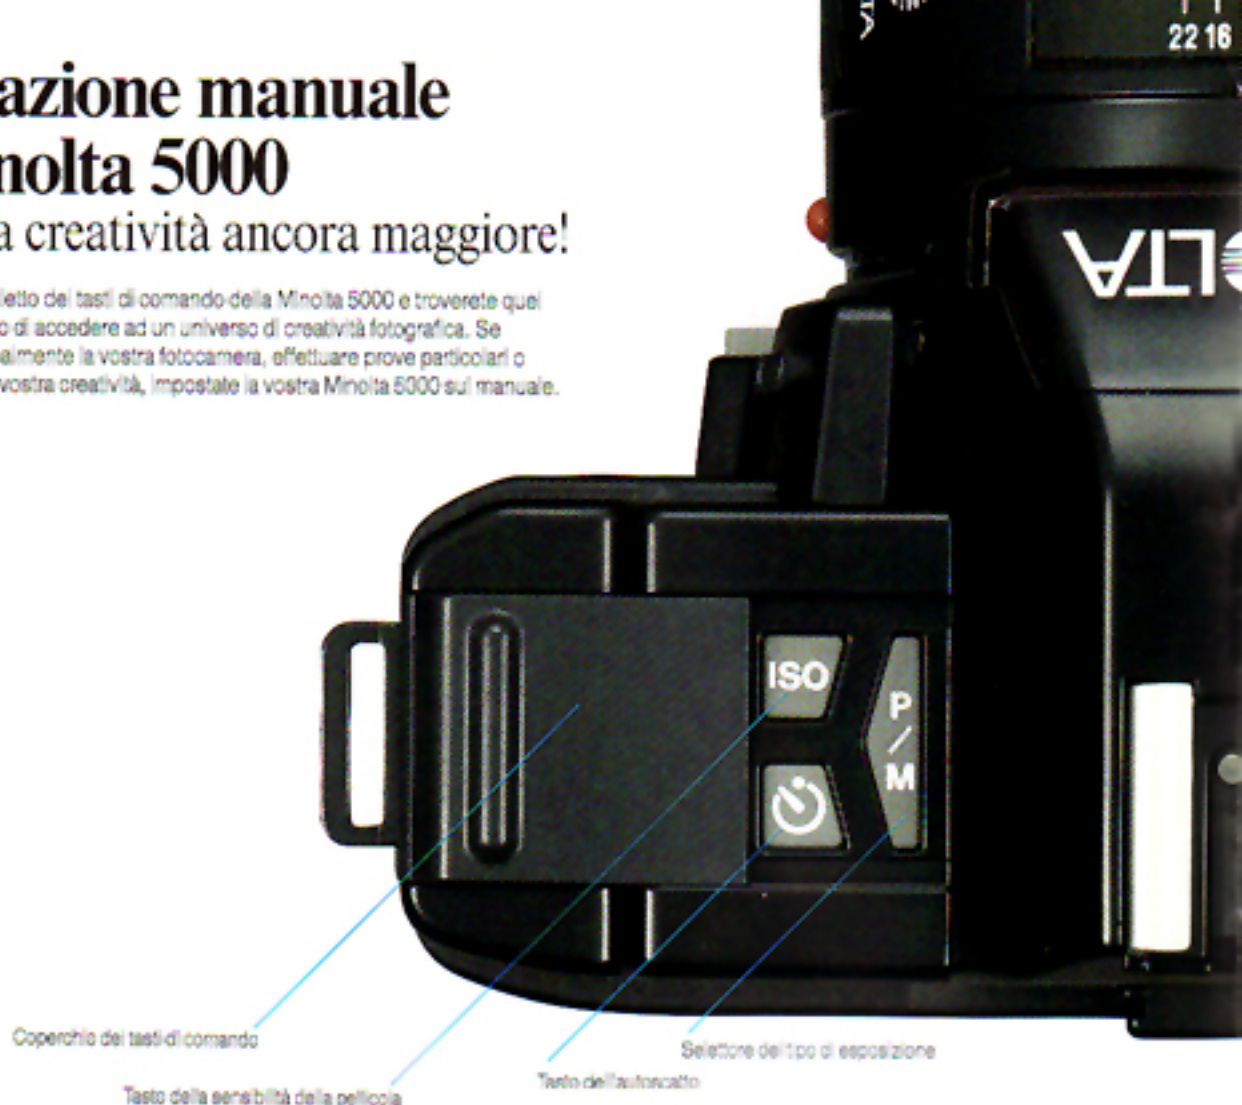 azione manuale
nolta 5000
a creatività ancora maggiore!
letto dei tasti di comando della Minolta 5000 e troverete quel
o di accedere ad un universo di creatività fotografica. Se
almente la vostra fotocamera, effettuare prove particolari o
vostra creatività, impostate la vostra Minolta 5000 sul manuale.
22 16
LTA
OLTA
ISO
P
/
M
Coperchio dei tasti di comando
Selettore del tipo di esposizione
Tasto dell'autoscatto
Tasto della sensibilità della pellicola